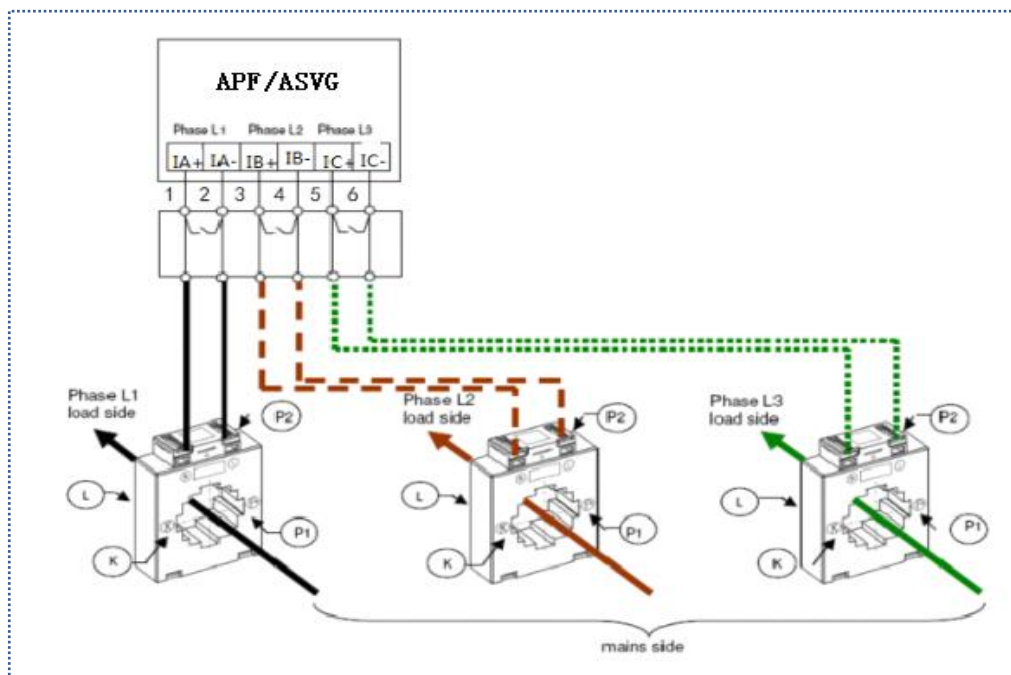 APF/ASVG
Phase L1 Phase L2 Phase L3
IA+ IA- IB+ IB- IC+ IC-
1 2 3 4 5 6
Phase L1
load side
P2
L
K
P1
Phase L2
load side
P2
L
K
P1
Phase L3
load side
P2
L
K
P1
mains side